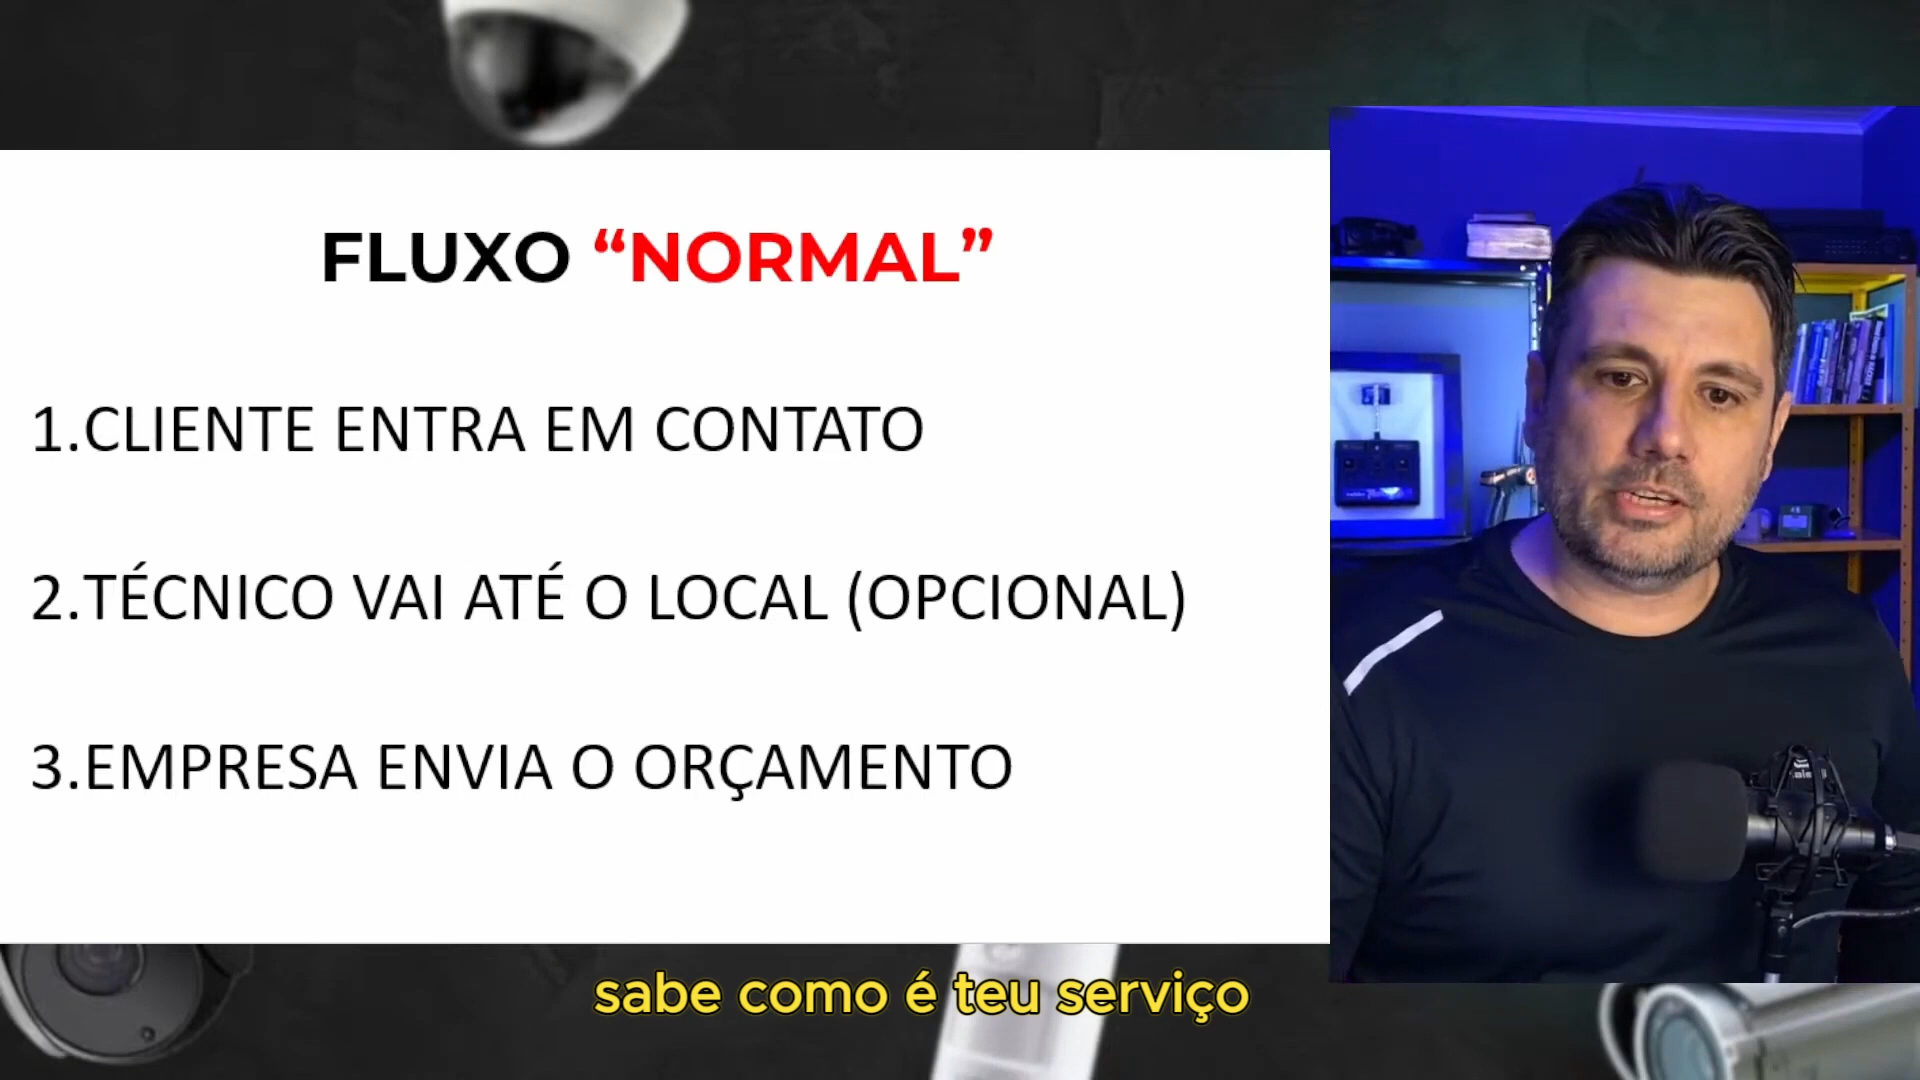 FLUXO “NORMAL”
1.CLIENTE ENTRA EM CONTATO
2.TÉCNICO VAI ATÉ O LOCAL (OPCIONAL)
3.EMPRESA ENVIA O ORÇAMENTO
sabe como é teu serviço